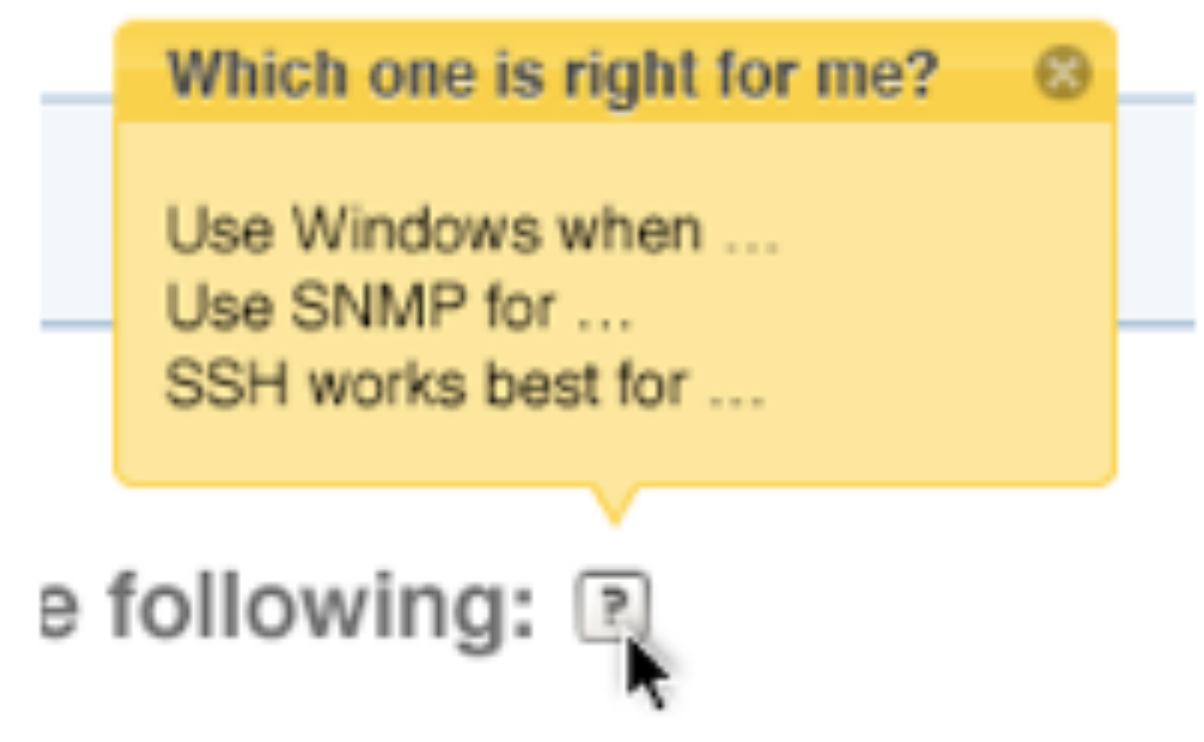 Which one is right for me?
Use Windows when ...
Use SNMP for ...
SSH works best for ...
e following: ?